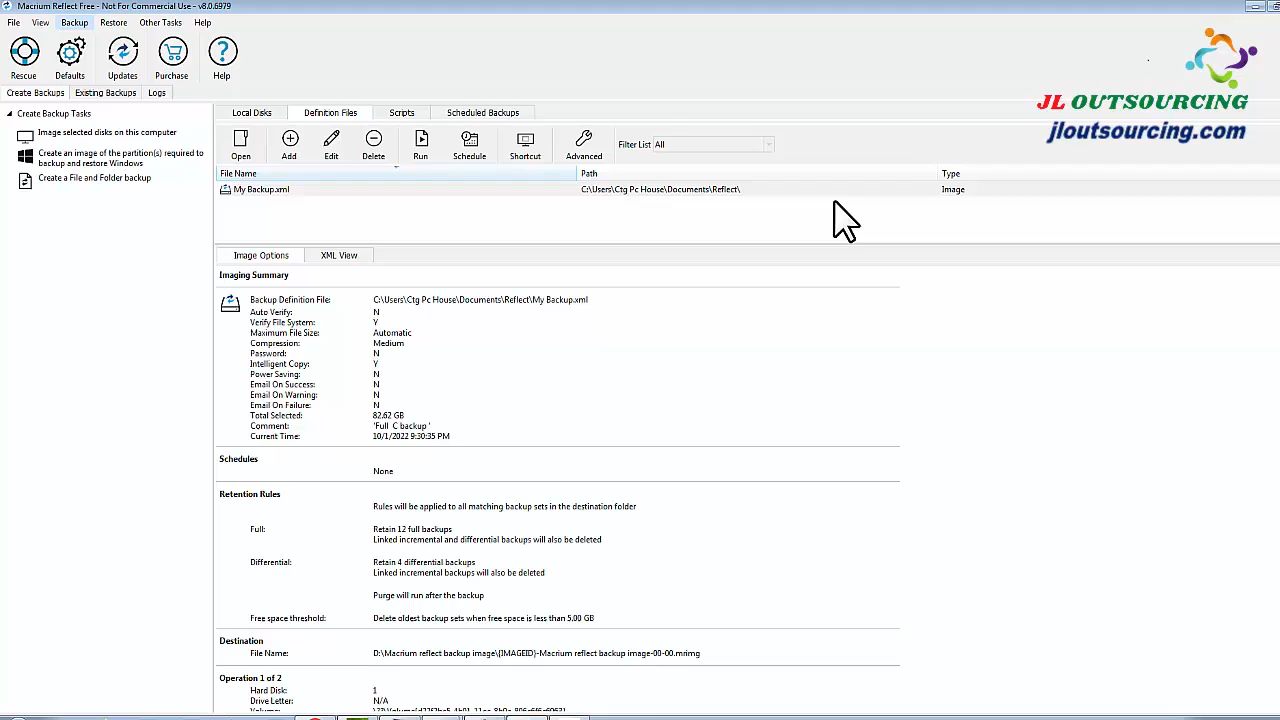 Macrium Reflect Free - Not For Commercial Use - v8.0.6979
File View Backup Restore Other Tasks Help
Rescue Defaults Updates Purchase Help
JL OUTSOURCING
jloutsourcing.com
Create Backups Existing Backups Logs
Create Backup Tasks
Image selected disks on this computer
Create an image of the partition(s) required to
backup and restore Windows
Create a File and Folder backup
Local Disks Definition Files Scripts Scheduled Backups
Open Add Edit Delete Run Schedule Shortcut Advanced Filter List All
File Name Path Type
My Backup.xml C:\Users\Ctg Pc House\Documents\Reflect\ Image
Image Options XML View
Imaging Summary
Backup Definition File: C:\Users\Ctg Pc House\Documents\Reflect\My Backup.xml
Auto Verify: N
Verify File System: Y
Maximum File Size: Automatic
Compression: Medium
Password: N
Intelligent Copy: Y
Power Saving: N
Email On Success: N
Email On Warning: N
Email On Failure: N
Total Selected: 82.62 GB
Comment: 'Full C backup '
Current Time: 10/1/2022 9:30:35 PM
Schedules
None
Retention Rules
Rules will be applied to all matching backup sets in the destination folder
Full: Retain 12 full backups
Linked incremental and differential backups will also be deleted
Differential: Retain 4 differential backups
Linked incremental backups will also be deleted
Purge will run after the backup
Free space threshold: Delete oldest backup sets when free space is less than 5.00 GB
Destination
File Name: D:\Macrium reflect backup image\{IMAGEID}-Macrium reflect backup image-00-00.mrimg
Operation 1 of 2
Hard Disk: 1
Drive Letter: N/A
Volume: